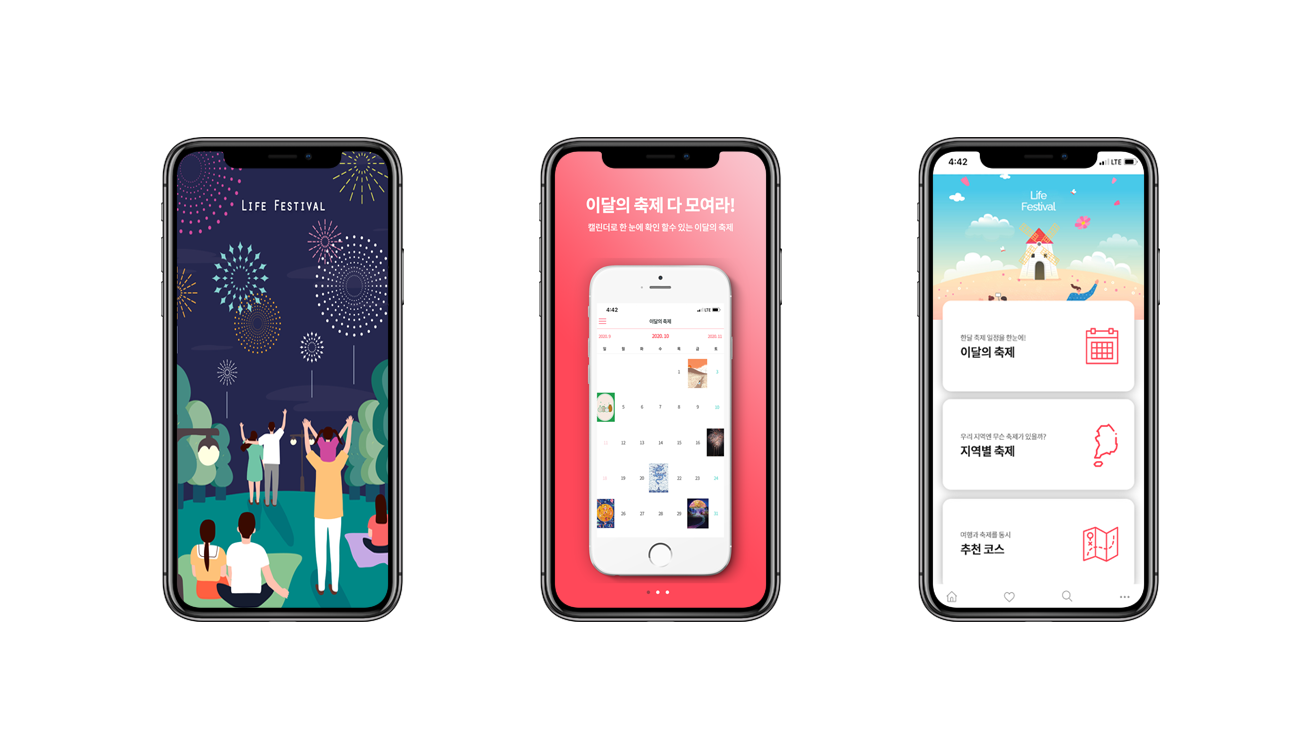 LIFE FESTIVAL
이달의 축제 다 모여라!
캘린더로 한 눈에 확인 할수 있는 이달의 축제
4:42
LTE
이달의 축제
2020. 9
2020. 10
2020. 11
일 월 화 수 목 금 토
2 3
5 6 7 8 9 10
11 12 13 14 15 16
18 19 20 22 23 24
26 27 28 29 31
4:42
LTE
Life
Festival
한달 축제 일정을 한눈에!
이달의 축제
우리 지역엔 무슨 축제가 있을까?
지역별 축제
여행과 축제를 동시
추천 코스